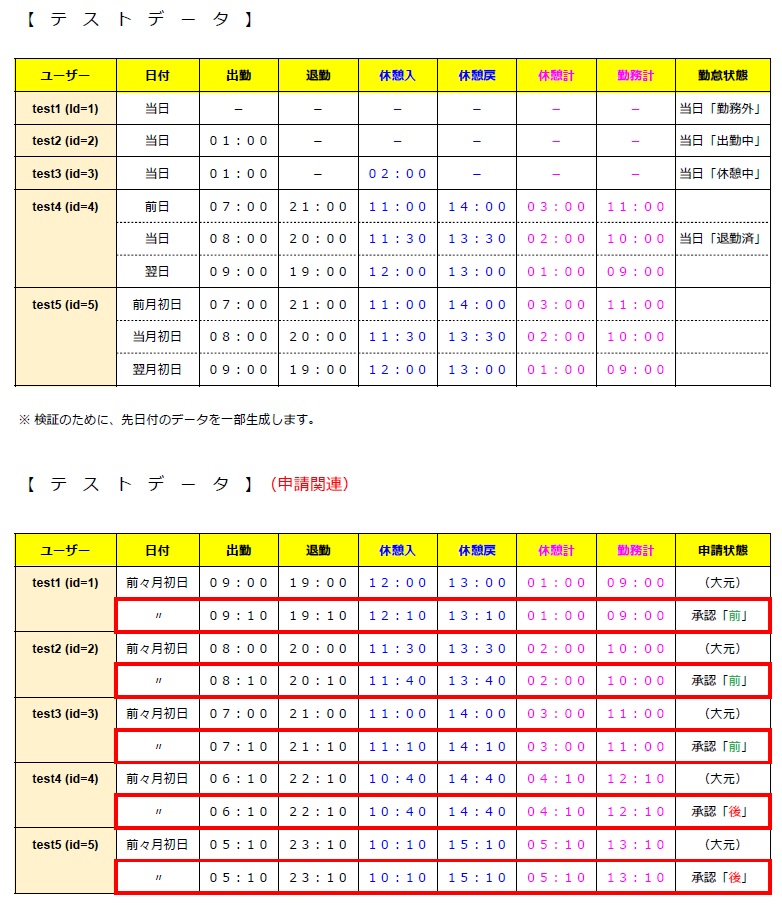 【 テ ス ト デ ー タ 】
ユーザー 日付 出勤 退勤 休憩入 休憩戻 休憩計 勤務計 勤怠状態
test1 (Id=1) 当日 － － － － － － 当日「勤務外」
test2 (id=2) 当日 ０１：００ － － － － － 当日「出勤中」
test3 (id=3) 当日 ０１：００ － ０２：００ － － － 当日「休憩中」
test4 (id=4) 前日 ０７：００ ２１：００ １１：００ １４：００ ０３：００ １１：００
当日 ０８：００ ２０：００ １１：３０ １３：３０ ０２：００ １０：００ 当日「退勤済」
翌日 ０９：００ １９：００ １２：００ １３：００ ０１：００ ０９：００
test5 (id=5) 前月初日 ０７：００ ２１：００ １１：００ １４：００ ０３：００ １１：００
当月初日 ０８：００ ２０：００ １１：３０ １３：３０ ０２：００ １０：００
翌月初日 ０９：００ １９：００ １２：００ １３：００ ０１：００ ０９：００
※ 検証のために、先日付のデータを一部生成します。
【 テ ス ト デ ー タ 】（申請関連）
ユーザー 日付 出勤 退勤 休憩入 休憩戻 休憩計 勤務計 申請状態
test1 (id=1) 前々月初日 ０９：００ １９：００ １２：００ １３：００ ０１：００ ０９：００ （大元）
〃 ０９：１０ １９：１０ １２：１０ １３：１０ ０１：００ ０９：００ 承認「前」
test2 (id=2) 前々月初日 ０８：００ ２０：００ １１：３０ １３：３０ ０２：００ １０：００ （大元）
〃 ０８：１０ ２０：１０ １１：４０ １３：４０ ０２：００ １０：００ 承認「前」
test3 (id=3) 前々月初日 ０７：００ ２１：００ １１：００ １４：００ ０３：００ １１：００ （大元）
〃 ０７：１０ ２１：１０ １１：１０ １４：１０ ０３：００ １１：００ 承認「前」
test4 (id=4) 前々月初日 ０６：１０ ２２：１０ １０：４０ １４：４０ ０４：１０ １２：１０ （大元）
〃 ０６：１０ ２２：１０ １０：４０ １４：４０ ０４：１０ １２：１０ 承認「後」
test5 (id=5) 前々月初日 ０５：１０ ２３：１０ １０：１０ １５：１０ ０５：１０ １３：１０ （大元）
〃 ０５：１０ ２３：１０ １０：１０ １５：１０ ０５：１０ １３：１０ 承認「後」